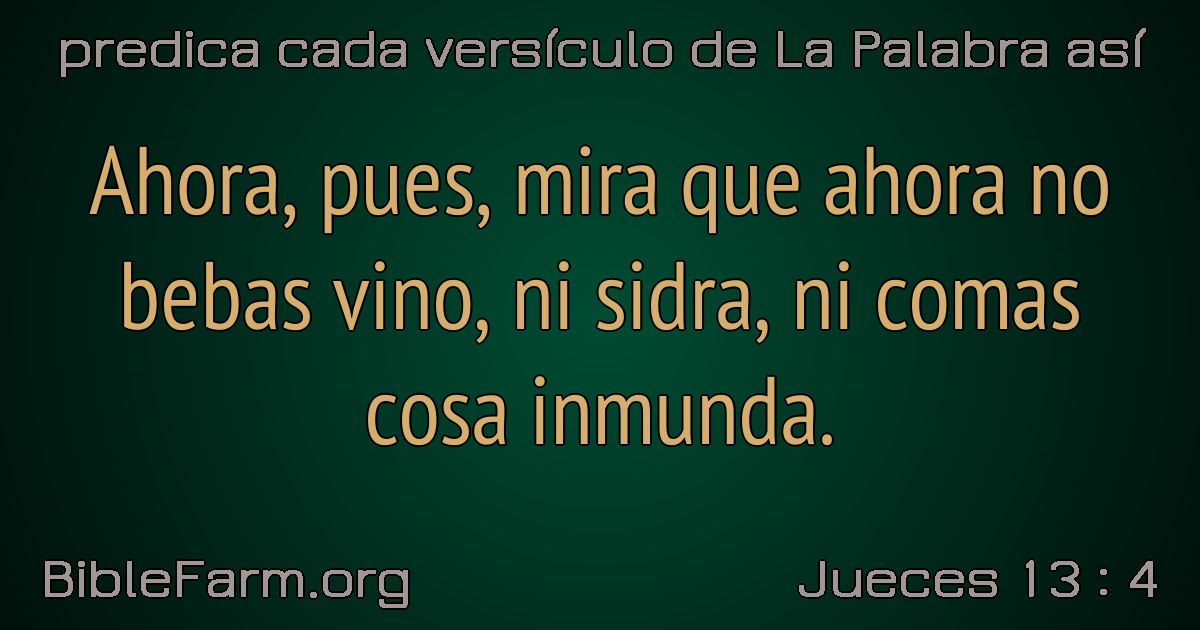 predica cada versículo de La Palabra así
Ahora, pues, mira que ahora no
bebas vino, ni sidra, ni comas
cosa inmunda.
BibleFarm.org
Jueces 13 : 4